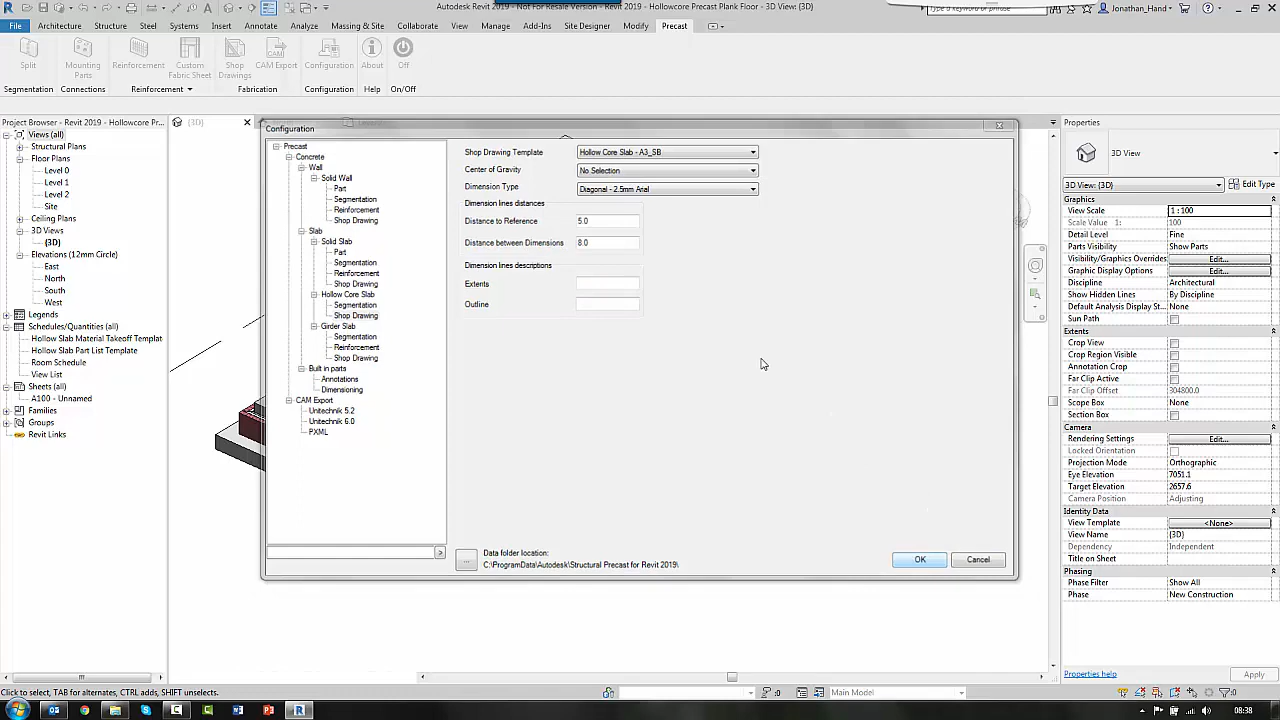 Autodesk Revit 2019 - Not For Resale Version - Revit 2019 - Hollowcore Precast Plank Floor - 3D View: {3D}
Type a keyword or phrase
Jonathan_Hand
File Architecture Structure Steel Systems Insert Annotate Analyze Massing & Site Collaborate View Manage Add-Ins Site Designer Modify Precast
Split Mounting Parts Reinforcement Custom Fabric Sheet Shop Drawings CAM Export Configuration About Off
Segmentation Connections Reinforcement Fabrication Configuration Help On/Off
Project Browser - Revit 2019 - Hollowcore Pr...
Views (all)
Structural Plans
Floor Plans
Level 0
Level 1
Level 2
Site
Ceiling Plans
3D Views
{3D}
Elevations (12mm Circle)
East
North
South
West
Legends
Schedules/Quantities (all)
Hollow Slab Material Takeoff Templat
Hollow Slab Part List Template
Room Schedule
View List
Sheets (all)
A100 - Unnamed
Families
Groups
Revit Links
{3D}
Configuration
Precast
Concrete
Wall
Solid Wall
Part
Segmentation
Reinforcement
Shop Drawing
Slab
Solid Slab
Part
Segmentation
Reinforcement
Shop Drawing
Hollow Core Slab
Segmentation
Shop Drawing
Girder Slab
Segmentation
Reinforcement
Shop Drawing
Built in parts
Annotations
Dimensioning
CAM Export
Unitechnik 5.2
Unitechnik 6.0
PXML
Shop Drawing Template Hollow Core Slab - A3_SB
Center of Gravity No Selection
Dimension Type Diagonal - 2.5mm Arial
Dimension lines distances
Distance to Reference 5.0
Distance between Dimensions 8.0
Dimension lines descriptions
Extents
Outline
> ... Data folder location:
C:\ProgramData\Autodesk\Structural Precast for Revit 2019\
OK Cancel
Properties
3D View
3D View: {3D} Edit Type
Graphics
View Scale 1 : 100
Scale Value 1: 100
Detail Level Fine
Parts Visibility Show Parts
Visibility/Graphics Overrides Edit...
Graphic Display Options Edit...
Discipline Architectural
Show Hidden Lines By Discipline
Default Analysis Display St... None
Sun Path
Extents
Crop View
Crop Region Visible
Annotation Crop
Far Clip Active
Far Clip Offset 304800.0
Scope Box None
Section Box
Camera
Rendering Settings Edit...
Locked Orientation
Projection Mode Orthographic
Eye Elevation 7051.1
Target Elevation 2657.6
Camera Position Adjusting
Identity Data
View Template <None>
View Name {3D}
Dependency Independent
Title on Sheet
Phasing
Phase Filter Show All
Phase New Construction
Properties help Apply
Click to select, TAB for alternates, CTRL adds, SHIFT unselects. :0 Main Model :0
08:38